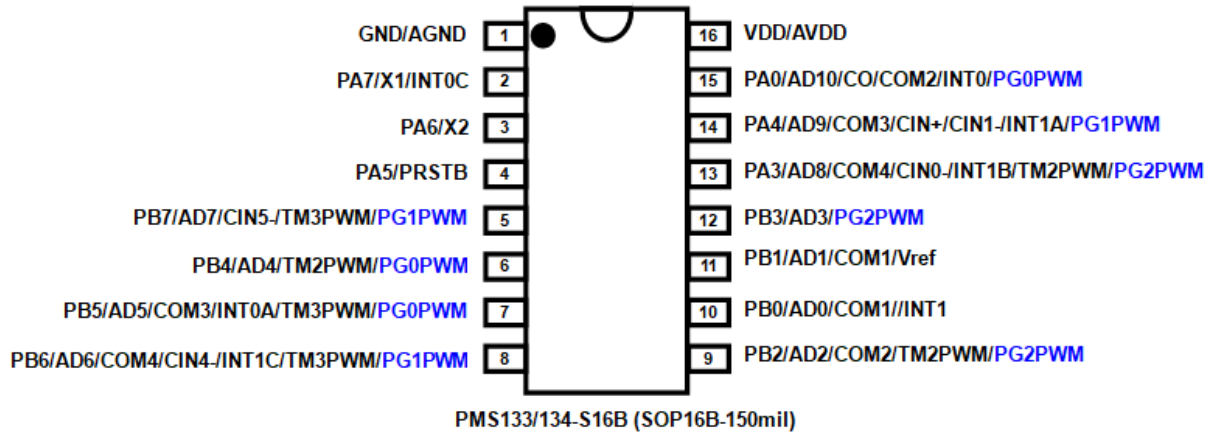 GND/AGND 1 16 VDD/AVDD
PA7/X1/INT0C 2 15 PA0/AD10/CO/COM2/INT0/PG0PWM
PA6/X2 3 14 PA4/AD9/COM3/CIN+/CIN1-/INT1A/PG1PWM
PA5/PRSTB 4 13 PA3/AD8/COM4/CIN0-/INT1B/TM2PWM/PG2PWM
PB7/AD7/CIN5-/TM3PWM/PG1PWM 5 12 PB3/AD3/PG2PWM
PB4/AD4/TM2PWM/PG0PWM 6 11 PB1/AD1/COM1/Vref
PB5/AD5/COM3/INT0A/TM3PWM/PG0PWM 7 10 PB0/AD0/COM1//INT1
PB6/AD6/COM4/CIN4-/INT1C/TM3PWM/PG1PWM 8 9 PB2/AD2/COM2/TM2PWM/PG2PWM
PMS133/134-S16B (SOP16B-150mil)